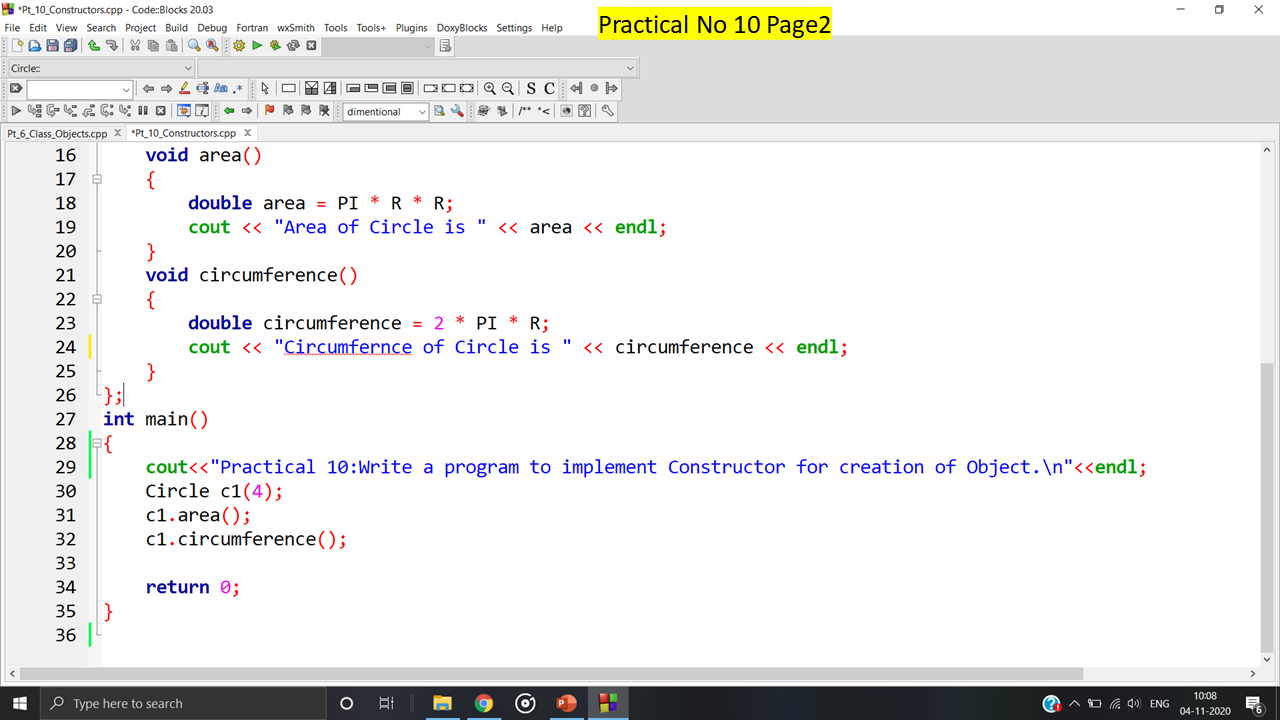 *Pt_10_Constructors.cpp - Code::Blocks 20.03
Practical No 10 Page2
File Edit View Search Project Build Debug Fortran wxSmith Tools Tools+ Plugins DoxyBlocks Settings Help
Circle::
Aa .*
S C
dimentional /** *<
Pt_6_Class_Objects.cpp X *Pt_10_Constructors.cpp X
16 void area()
17 {
18 double area = PI * R * R;
19 cout << "Area of Circle is " << area << endl;
20 }
21 void circumference()
22 {
23 double circumference = 2 * PI * R;
24 cout << "Circumfernce of Circle is " << circumference << endl;
25 }
26 };
27 int main()
28 {
29 cout<<"Practical 10:Write a program to implement Constructor for creation of Object.\n"<<endl;
30 Circle c1(4);
31 c1.area();
32 c1.circumference();
33
34 return 0;
35 }
36
Type here to search
ENG
10:08
04-11-2020
6